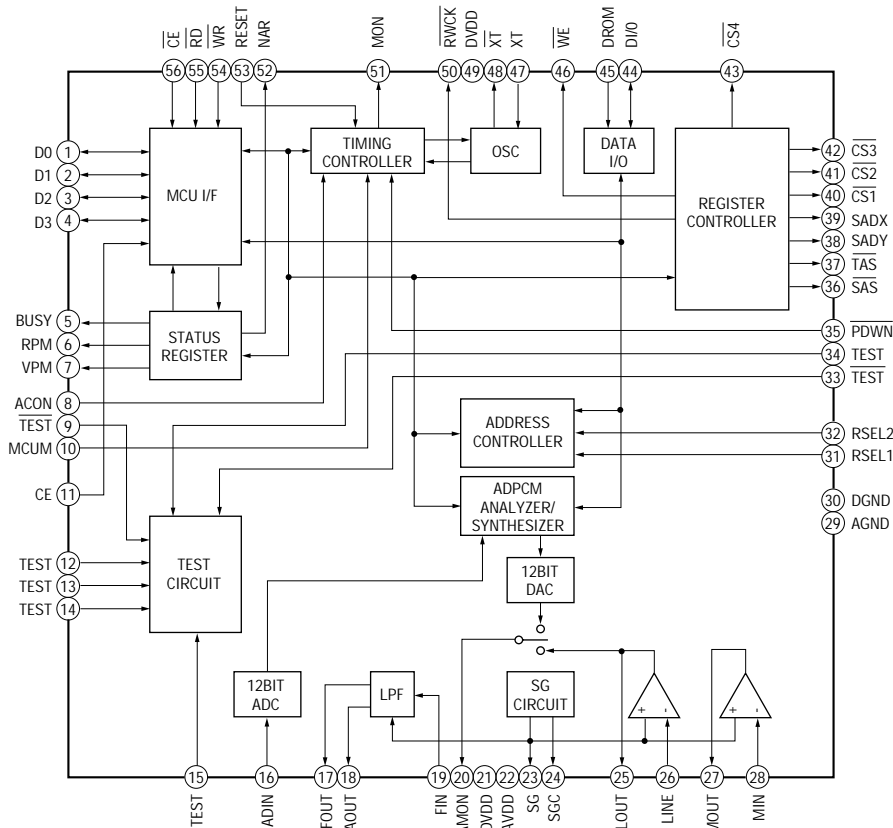 CE
RD
WR
RESET
NAR
MON
RWCK
DVDD
XT
XT
WE
DROM
DI/0
CS4
56
55
54
53
52
51
50
49
48
47
46
45
44
43
D0 1
D1 2
D2 3
D3 4
BUSY 5
RPM 6
VPM 7
ACON 8
TEST 9
MCUM 10
CE 11
TEST 12
TEST 13
TEST 14
MCU I/F
TIMING
CONTROLLER
OSC
DATA
I/O
REGISTER
CONTROLLER
STATUS
REGISTER
ADDRESS
CONTROLLER
ADPCM
ANALYZER/
SYNTHESIZER
TEST
CIRCUIT
12BIT
DAC
12BIT
ADC
LPF
SG
CIRCUIT
+ -
+ -
42 CS3
41 CS2
40 CS1
39 SADX
38 SADY
37 TAS
36 SAS
35 PDWN
34 TEST
33 TEST
32 RSEL2
31 RSEL1
30 DGND
29 AGND
15
16
17
18
19
20
21
22
23
24
25
26
27
28
TEST
ADIN
FOUT
AOUT
FIN
AMON
DVDD
AVDD
SG
SGC
LOUT
LINE
MOUT
MIN